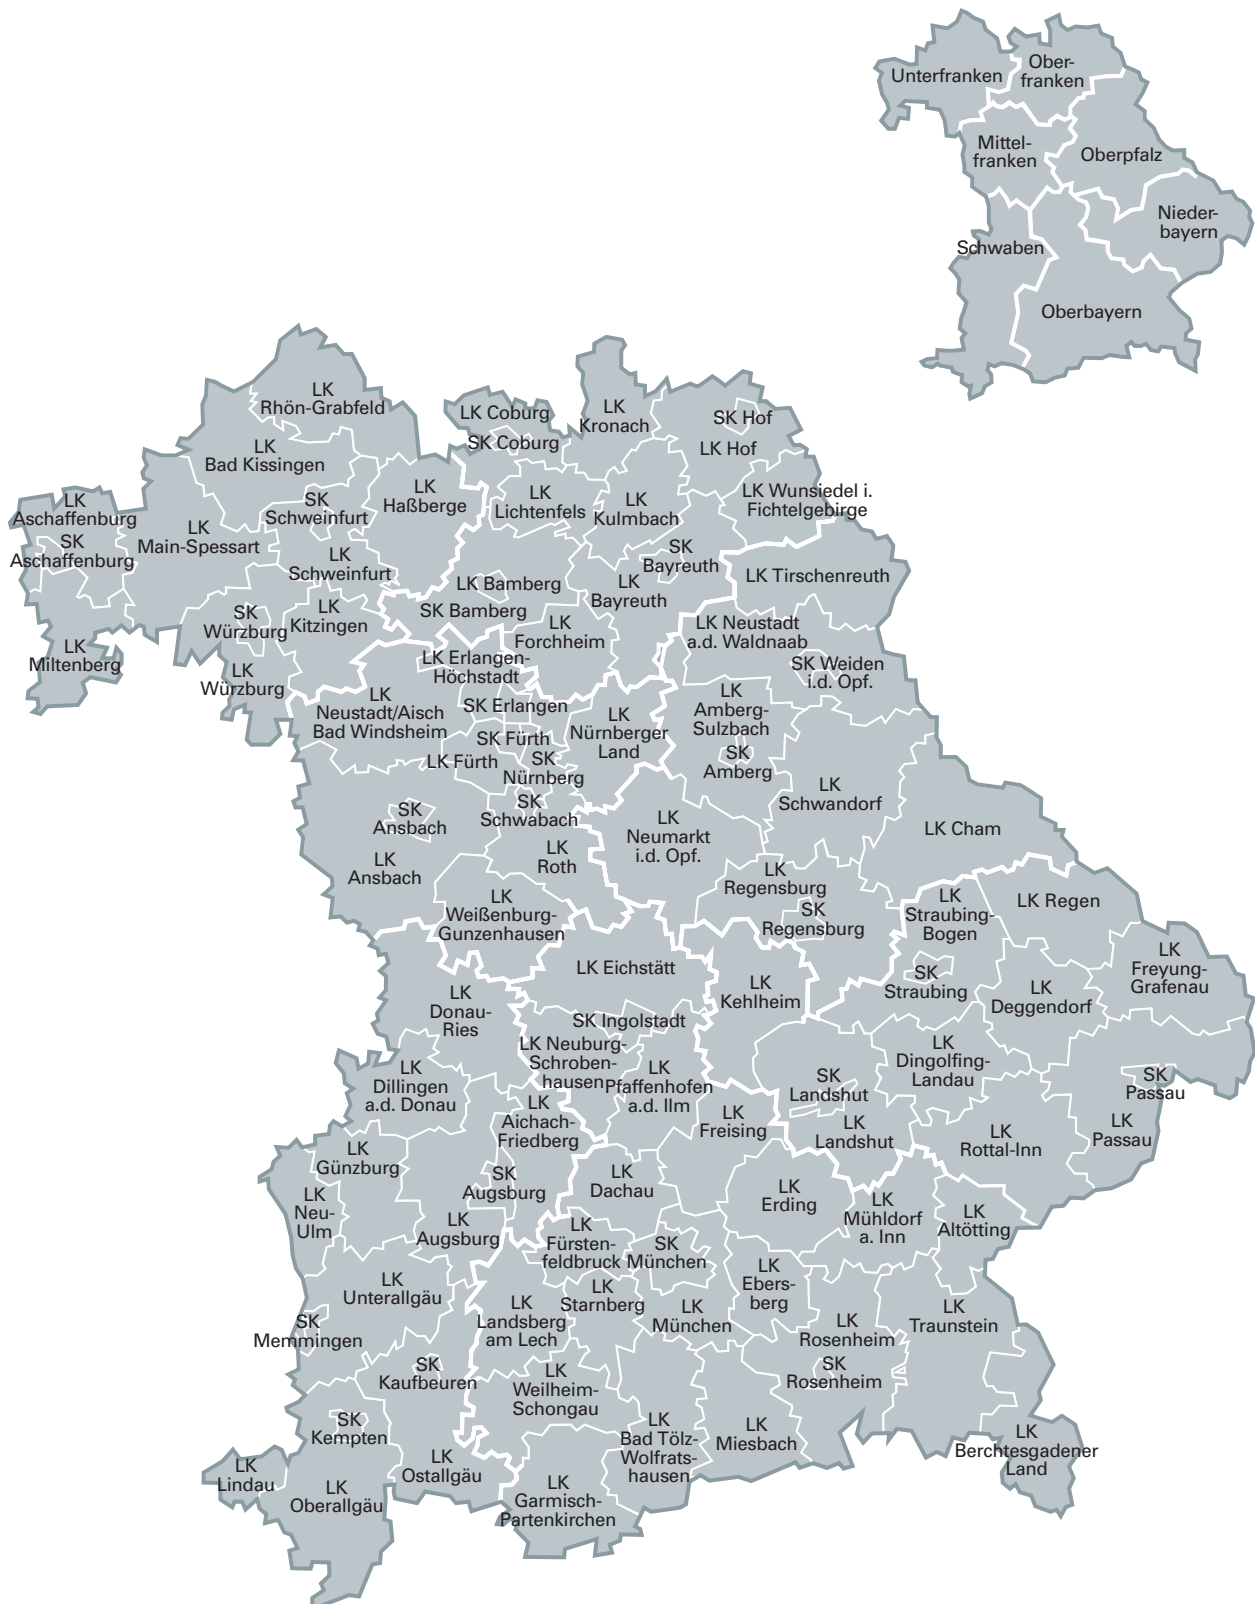 Unterfranken
Ober-
franken
Mittel-
franken
Oberpfalz
Nieder-
bayern
Schwaben
Oberbayern
LK
Rhön-Grabfeld
LK Coburg
SK Coburg
LK
Kronach
SK Hof
LK Hof
LK
Bad Kissingen
LK
Haßberge
LK
Lichtenfels
LK
Kulmbach
LK Wunsiedel i.
Fichtelgebirge
LK
Aschaffenburg
SK
Aschaffenburg
LK
Main-Spessart
SK
Schweinfurt
LK
Schweinfurt
SK
Bayreuth
LK
Bayreuth
LK Tirschenreuth
LK Bamberg
SK Bamberg
SK
Würzburg
LK
Kitzingen
LK
Forchheim
LK Neustadt
a.d. Waldnaab
LK
Miltenberg
LK
Würzburg
LK Erlangen-
Höchstadt
SK Weiden
i.d. Opf.
LK
Neustadt/Aisch
Bad Windsheim
SK Erlangen
LK
Nürnberger
Land
LK
Amberg-
Sulzbach
SK Fürth
LK Fürth
SK
Nürnberg
SK
Amberg
LK
Schwandorf
SK
Ansbach
SK
Schwabach
LK
Neumarkt
i.d. Opf.
LK Cham
LK
Ansbach
LK
Roth
LK
Regensburg
SK
Regensburg
LK
Weißenburg-
Gunzenhausen
LK
Straubing-
Bogen
LK Regen
LK Eichstätt
LK
Kehlheim
SK
Straubing
LK
Deggendorf
LK
Freyung-
Grafenau
LK
Donau-
Ries
SK Ingolstadt
LK Neuburg-
Schroben-
hausen
LK
Pfaffenhofen
a.d. Ilm
LK
Dingolfing-
Landau
LK
Dillingen
a.d. Donau
SK
Landshut
SK
Passau
LK
Aichach-
Friedberg
LK
Freising
LK
Landshut
LK
Rottal-Inn
LK
Passau
LK
Günzburg
SK
Augsburg
LK
Dachau
LK
Erding
LK
Neu-
Ulm
LK
Augsburg
LK
Mühldorf
a. Inn
LK
Altötting
LK
Fürsten-
feldbruck
SK
München
LK
Unterallgäu
LK
Starnberg
LK
Ebers-
berg
LK
Landsberg
am Lech
LK
München
LK
Rosenheim
LK
Traunstein
SK
Memmingen
SK
Kaufbeuren
LK
Weilheim-
Schongau
SK
Rosenheim
SK
Kempten
LK
Bad Tölz-
Wolfrats-
hausen
LK
Miesbach
LK
Berchtesgadener
Land
LK
Lindau
LK
Oberallgäu
LK
Ostallgäu
LK
Garmisch-
Partenkirchen